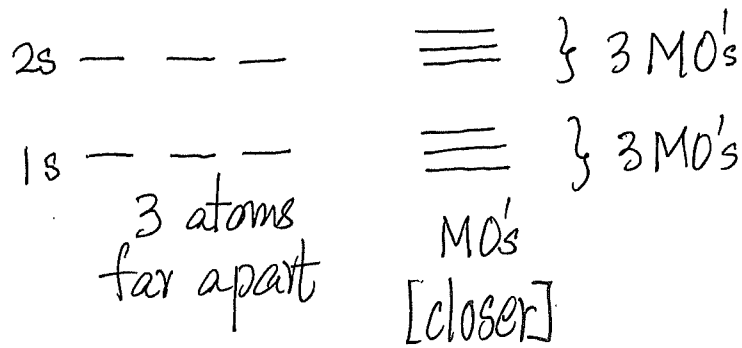 2s } 3 MO's
1s } 3 MO's
3 atoms
far apart
MO's
[closer]